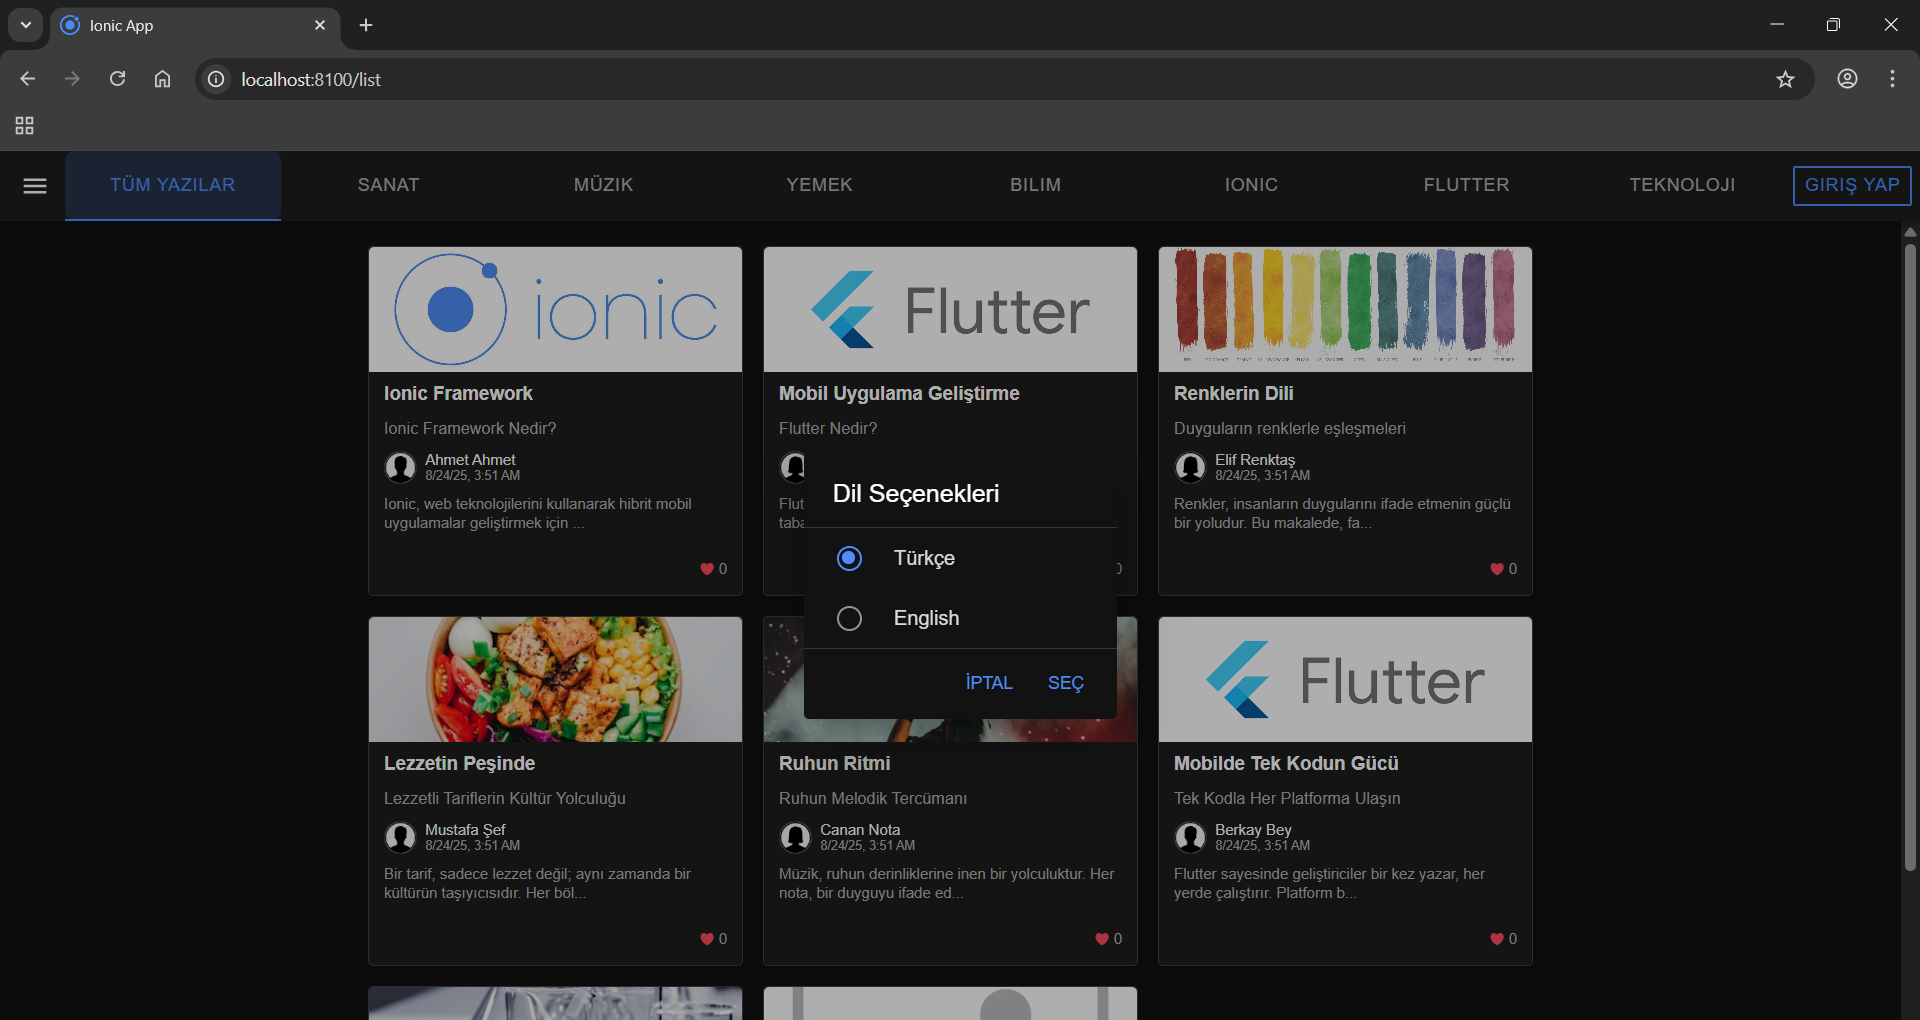 Ionic App
localhost:8100/list
TÜM YAZILAR
SANAT
MÜZIK
YEMEK
BILIM
IONIC
FLUTTER
TEKNOLOJI
GIRIŞ YAP
ionic
Flutter
Ionic Framework
Mobil Uygulama Geliştirme
Renklerin Dili
Ionic Framework Nedir?
Flutter Nedir?
Duyguların renklerle eşleşmeleri
Ahmet Ahmet
8/24/25, 3:51 AM
Elif Renktaş
8/24/25, 3:51 AM
Ionic, web teknolojilerini kullanarak hibrit mobil
uygulamalar geliştirmek için ...
Flut
taba
Renkler, insanların duygularını ifade etmenin güçlü
bir yoludur. Bu makalede, fa...
0
0
Dil Seçenekleri
Türkçe
English
İPTAL
SEÇ
Flutter
Lezzetin Peşinde
Ruhun Ritmi
Mobilde Tek Kodun Gücü
Lezzetli Tariflerin Kültür Yolculuğu
Ruhun Melodik Tercümanı
Tek Kodla Her Platforma Ulaşın
Mustafa Şef
8/24/25, 3:51 AM
Canan Nota
8/24/25, 3:51 AM
Berkay Bey
8/24/25, 3:51 AM
Bir tarif, sadece lezzet değil; aynı zamanda bir
kültürün taşıyıcısıdır. Her böl...
Müzik, ruhun derinliklerine inen bir yolculuktur. Her
nota, bir duyguyu ifade ed...
Flutter sayesinde geliştiriciler bir kez yazar, her
yerde çalıştırır. Platform b...
0
0
0